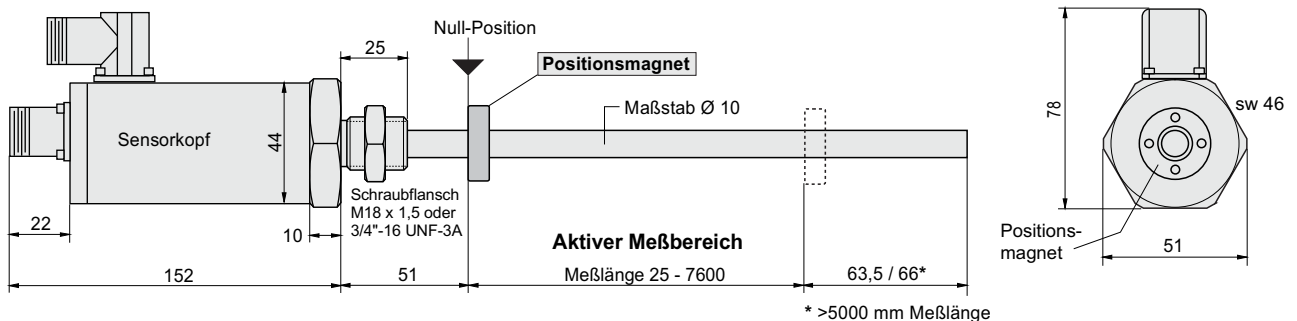 Null-Position
25
Positionsmagnet
Maßstab Ø 10
78
sw 46
Sensorkopf
44
Schraubflansch
M18 x 1,5 oder
3/4"-16 UNF-3A
22
10
Aktiver Meßbereich
Positions-
magnet
51
152
51
Meßlänge 25 - 7600
63,5 / 66*
* >5000 mm Meßlänge